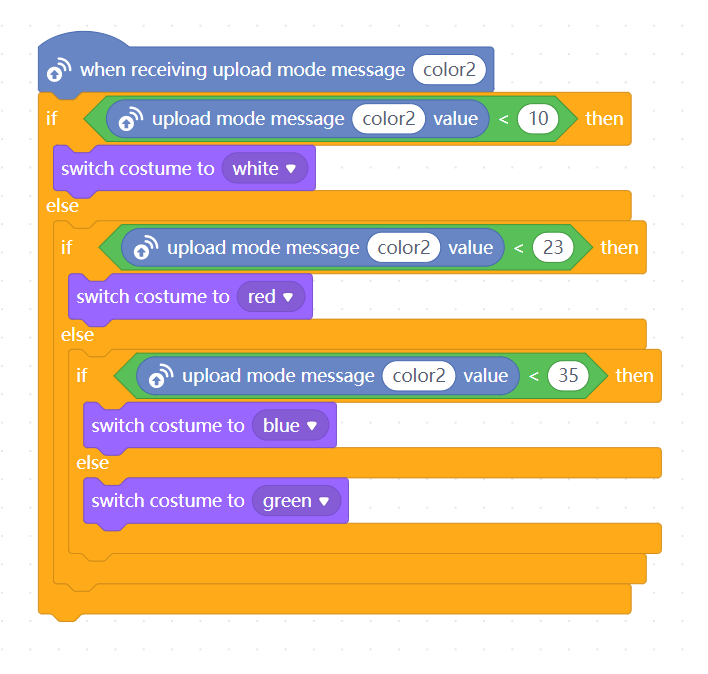 when receiving upload mode message color2
if upload mode message color2 value < 10 then
switch costume to white
else
if upload mode message color2 value < 23 then
switch costume to red
else
if upload mode message color2 value < 35 then
switch costume to blue
else
switch costume to green